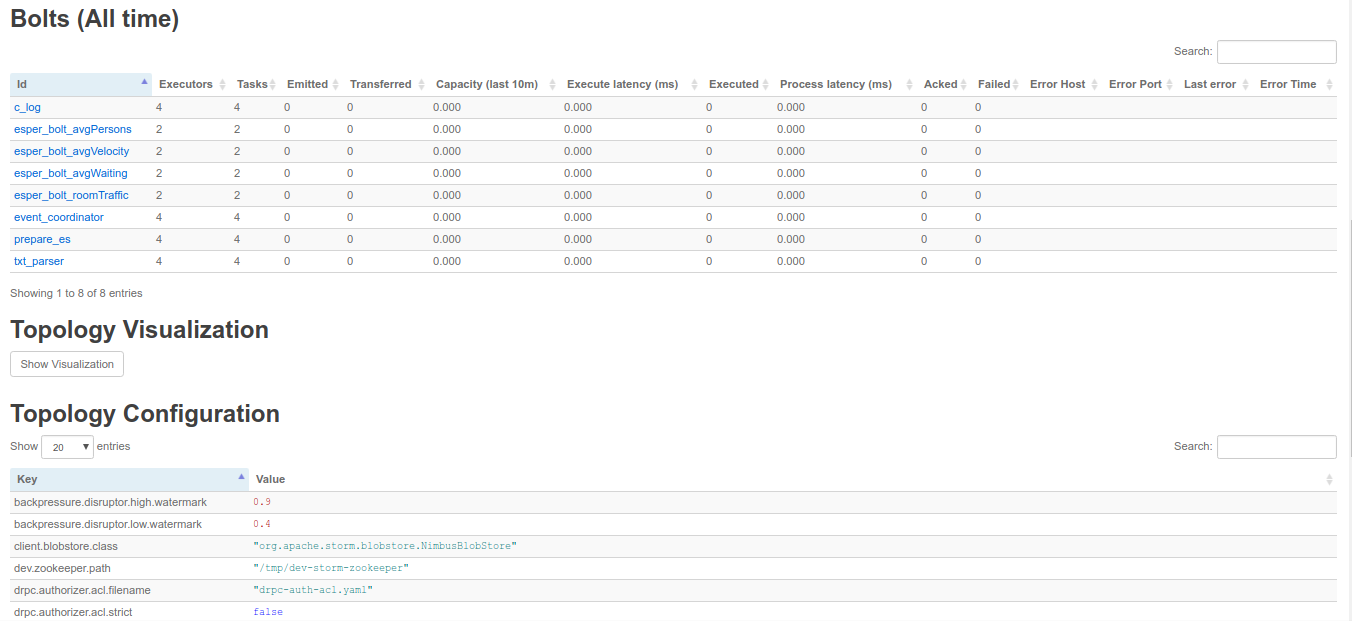 Bolts (All time)
Search:
Id Executors Tasks Emitted Transferred Capacity (last 10m) Execute latency (ms) Executed Process latency (ms) Acked Failed Error Host Error Port Last error Error Time
c_log 4 4 0 0 0.000 0.000 0 0.000 0 0
esper_bolt_avgPersons 2 2 0 0 0.000 0.000 0 0.000 0 0
esper_bolt_avgVelocity 2 2 0 0 0.000 0.000 0 0.000 0 0
esper_bolt_avgWaiting 2 2 0 0 0.000 0.000 0 0.000 0 0
esper_bolt_roomTraffic 2 2 0 0 0.000 0.000 0 0.000 0 0
event_coordinator 4 4 0 0 0.000 0.000 0 0.000 0 0
prepare_es 4 4 0 0 0.000 0.000 0 0.000 0 0
txt_parser 4 4 0 0 0.000 0.000 0 0.000 0 0
Showing 1 to 8 of 8 entries
Topology Visualization
Show Visualization
Topology Configuration
Show 20 entries Search:
Key Value
backpressure.disruptor.high.watermark 0.9
backpressure.disruptor.low.watermark 0.4
client.blobstore.class "org.apache.storm.blobstore.NimbusBlobStore"
dev.zookeeper.path "/tmp/dev-storm-zookeeper"
drpc.authorizer.acl.filename "drpc-auth-acl.yaml"
drpc.authorizer.acl.strict false